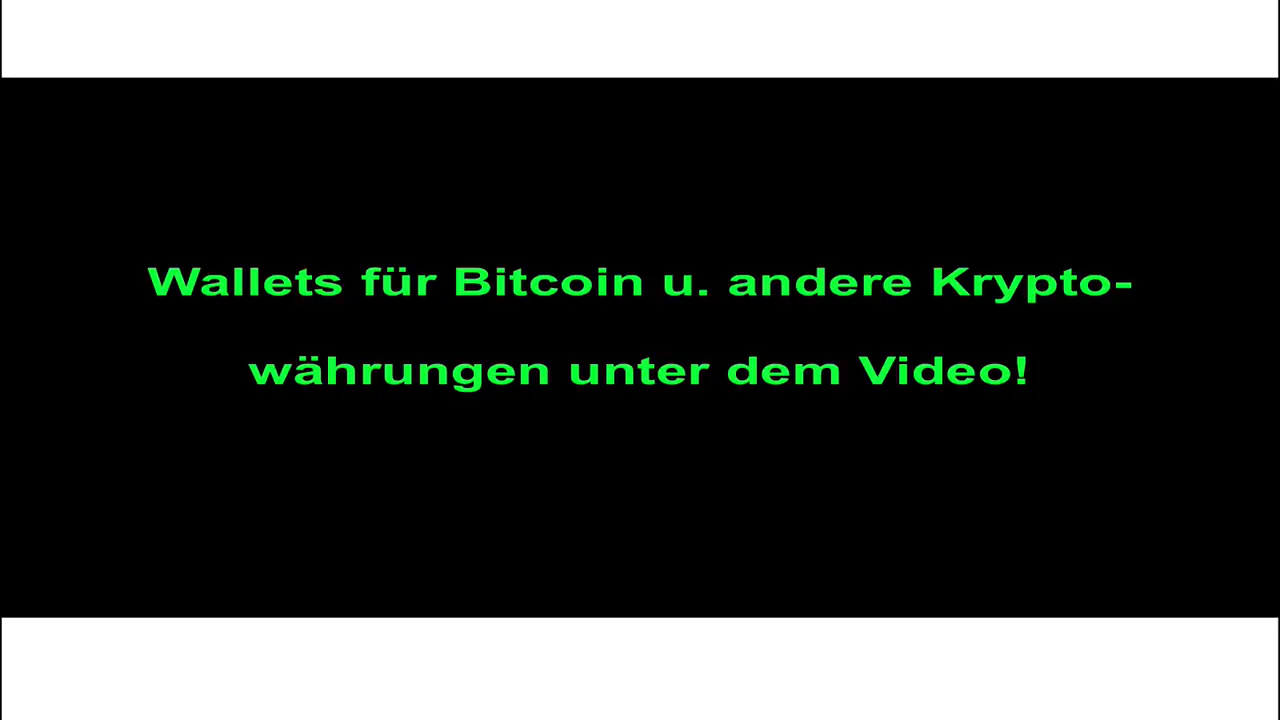 Wallets für Bitcoin u. andere Krypto-
währungen unter dem Video!